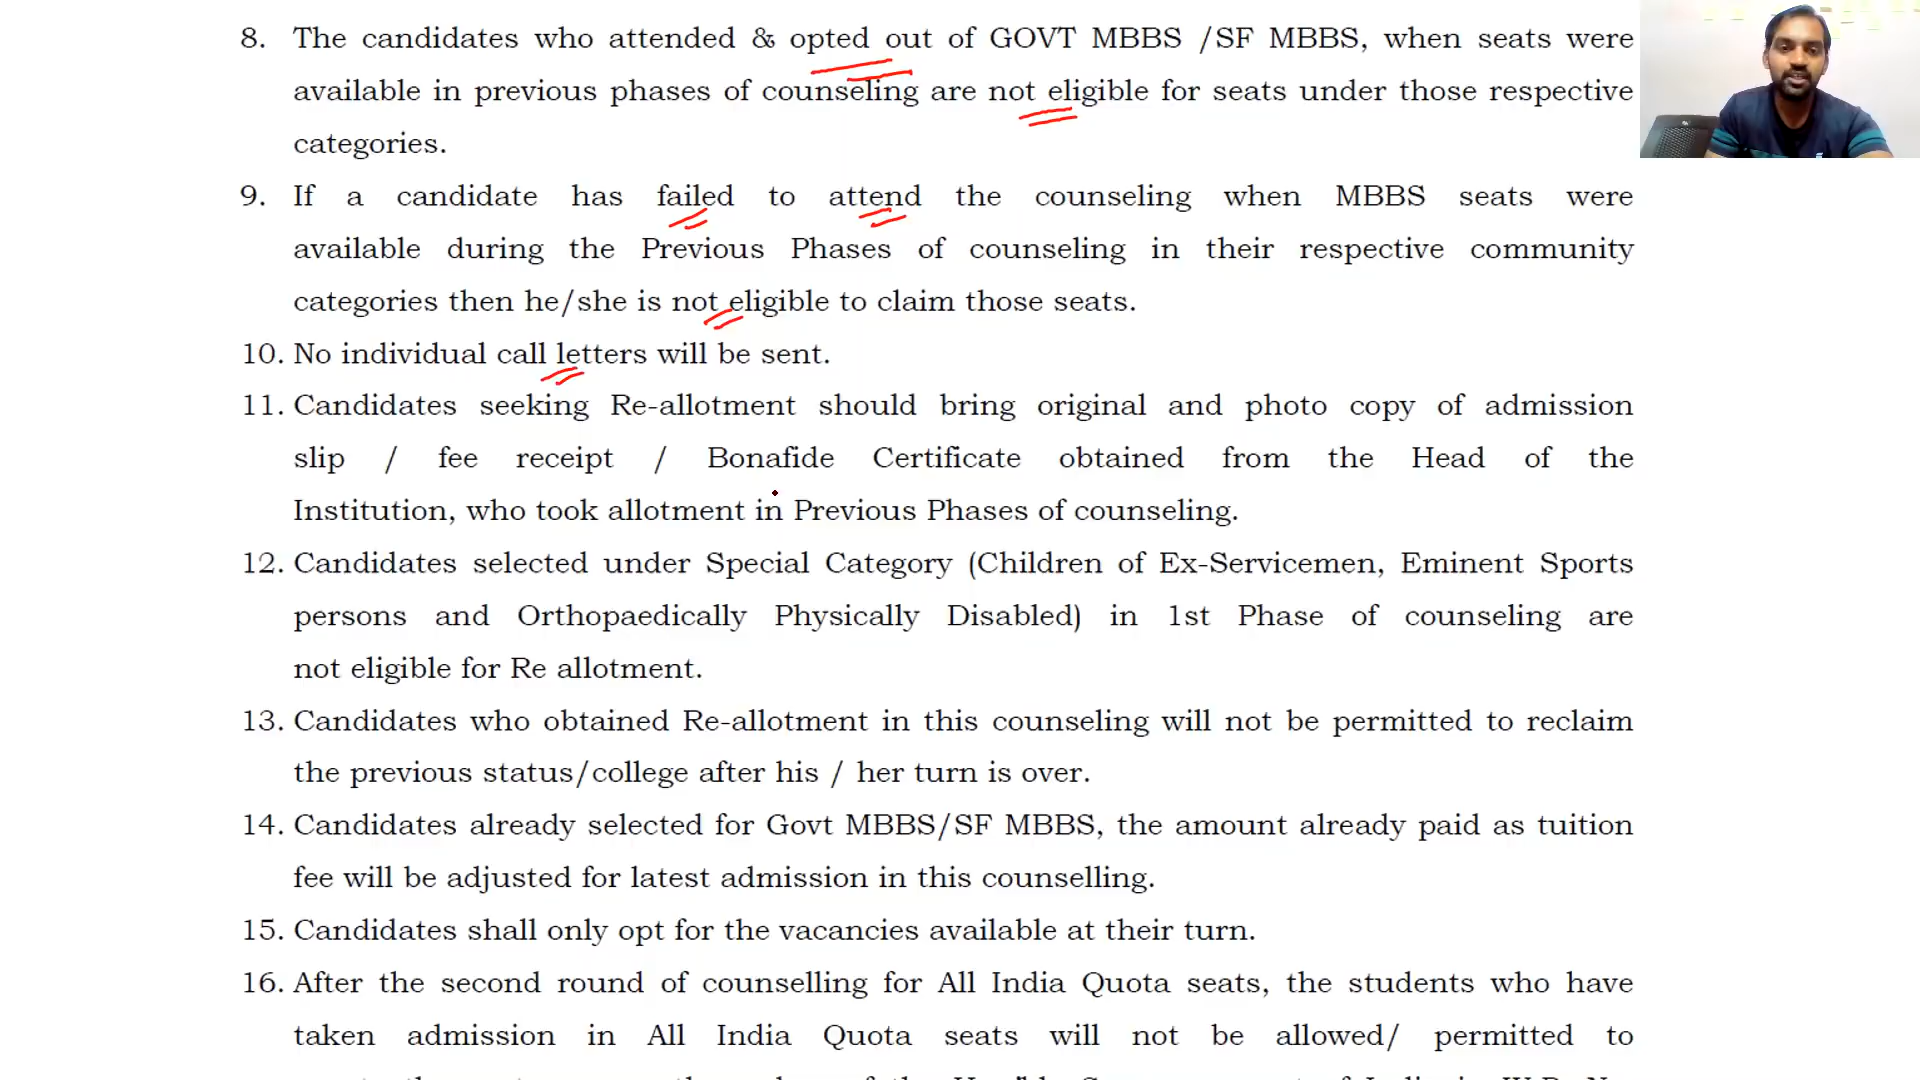 8. The candidates who attended & opted out of GOVT MBBS /SF MBBS, when seats were
available in previous phases of counseling are not eligible for seats under those respective
categories.
9. If a candidate has failed to attend the counseling when MBBS seats were
available during the Previous Phases of counseling in their respective community
categories then he/she is not eligible to claim those seats.
10. No individual call letters will be sent.
11. Candidates seeking Re-allotment should bring original and photo copy of admission
slip / fee receipt / Bonafide Certificate obtained from the Head of the
Institution, who took allotment in Previous Phases of counseling.
12. Candidates selected under Special Category (Children of Ex-Servicemen, Eminent Sports
persons and Orthopaedically Physically Disabled) in 1st Phase of counseling are
not eligible for Re allotment.
13. Candidates who obtained Re-allotment in this counseling will not be permitted to reclaim
the previous status/college after his / her turn is over.
14. Candidates already selected for Govt MBBS/SF MBBS, the amount already paid as tuition
fee will be adjusted for latest admission in this counselling.
15. Candidates shall only opt for the vacancies available at their turn.
16. After the second round of counselling for All India Quota seats, the students who have
taken admission in All India Quota seats will not be allowed/ permitted to